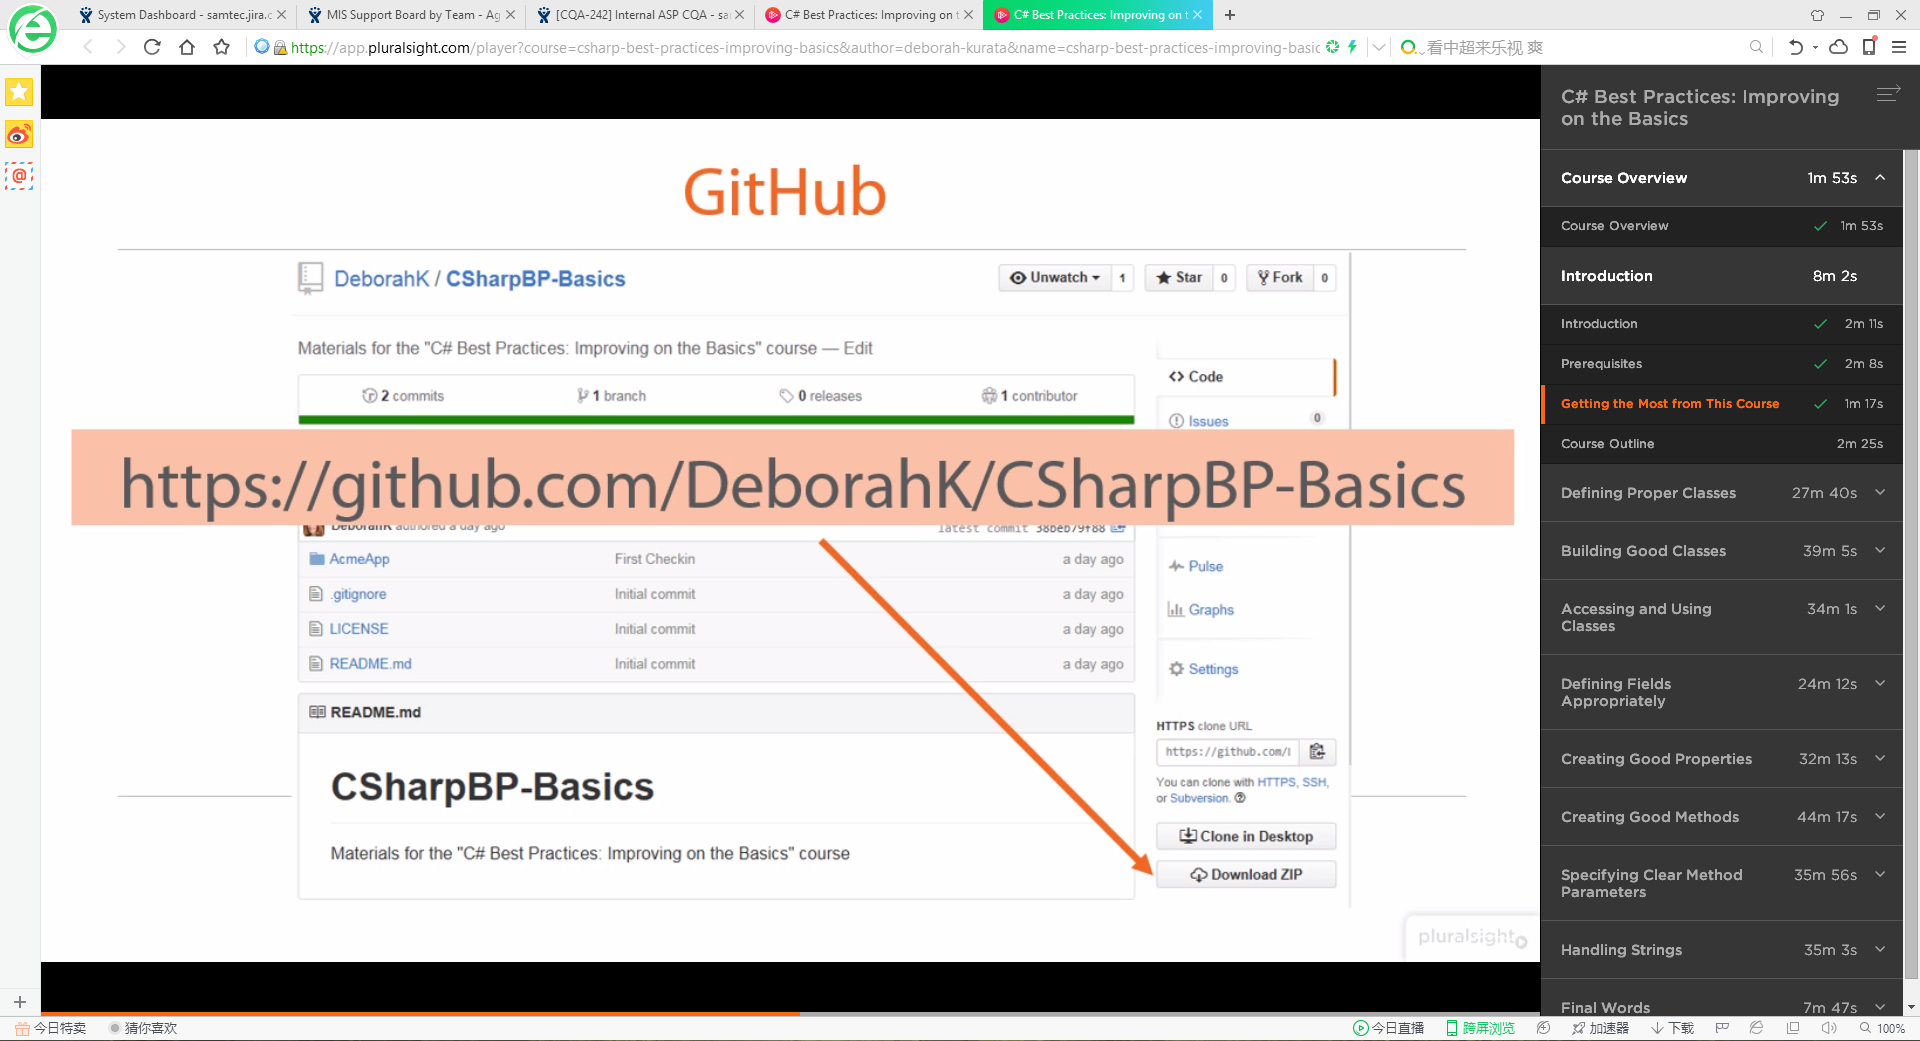 System Dashboard - samtec.jira.c
MIS Support Board by Team - Ag
[CQA-242] Internal ASP CQA - sa
C# Best Practices: Improving on t
C# Best Practices: Improving on t
https://app.pluralsight.com/player?course=csharp-best-practices-improving-basics&author=deborah-kurata&name=csharp-best-practices-improving-basic
看中超来乐视 爽
GitHub
DeborahK / CSharpBP-Basics
Unwatch 1
Star 0
Fork 0
Materials for the "C# Best Practices: Improving on the Basics" course — Edit
2 commits
1 branch
0 releases
1 contributor
Code
Issues 0
https://github.com/DeborahK/CSharpBP-Basics
DeborahK authored a day ago
latest commit 38beb79f88
AcmeApp First Checkin a day ago
.gitignore Initial commit a day ago
LICENSE Initial commit a day ago
README.md Initial commit a day ago
Pulse
Graphs
Settings
README.md
CSharpBP-Basics
Materials for the "C# Best Practices: Improving on the Basics" course
HTTPS clone URL
https://github.com/
You can clone with HTTPS, SSH,
or Subversion.
Clone in Desktop
Download ZIP
pluralsight
C# Best Practices: Improving
on the Basics
Course Overview 1m 53s
Course Overview 1m 53s
Introduction 8m 2s
Introduction 2m 11s
Prerequisites 2m 8s
Getting the Most from This Course 1m 17s
Course Outline 2m 25s
Defining Proper Classes 27m 40s
Building Good Classes 39m 5s
Accessing and Using 34m 1s
Classes
Defining Fields 24m 12s
Appropriately
Creating Good Properties 32m 13s
Creating Good Methods 44m 17s
Specifying Clear Method 35m 56s
Parameters
Handling Strings 35m 3s
Final Words 7m 47s
今日特卖
猜你喜欢
今日直播
跨屏浏览
加速器
下载
100%